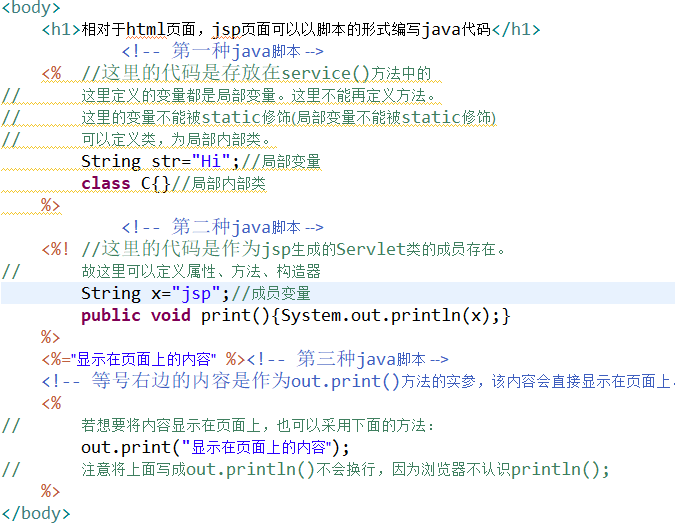 <body>
<h1>相对于html页面，jsp页面可以以脚本的形式编写java代码</h1>
<!-- 第一种java脚本 -->
<% //这里的代码是存放在service()方法中的
// 这里定义的变量都是局部变量。这里不能再定义方法。
// 这里的变量不能被static修饰(局部变量不能被static修饰)
// 可以定义类，为局部内部类。
String str="Hi";//局部变量
class C{}//局部内部类
%>
<!-- 第二种java脚本 -->
<%! //这里的代码是作为jsp生成的Servlet类的成员存在。
// 故这里可以定义属性、方法、构造器
String x="jsp";//成员变量
public void print(){System.out.println(x);}
%>
<%="显示在页面上的内容" %><!-- 第三种java脚本 -->
<!-- 等号右边的内容是作为out.print()方法的实参，该内容会直接显示在页面上.
<%
// 若想要将内容显示在页面上，也可以采用下面的方法：
out.print("显示在页面上的内容");
// 注意将上面写成out.println()不会换行，因为浏览器不认识println();
%>
</body>